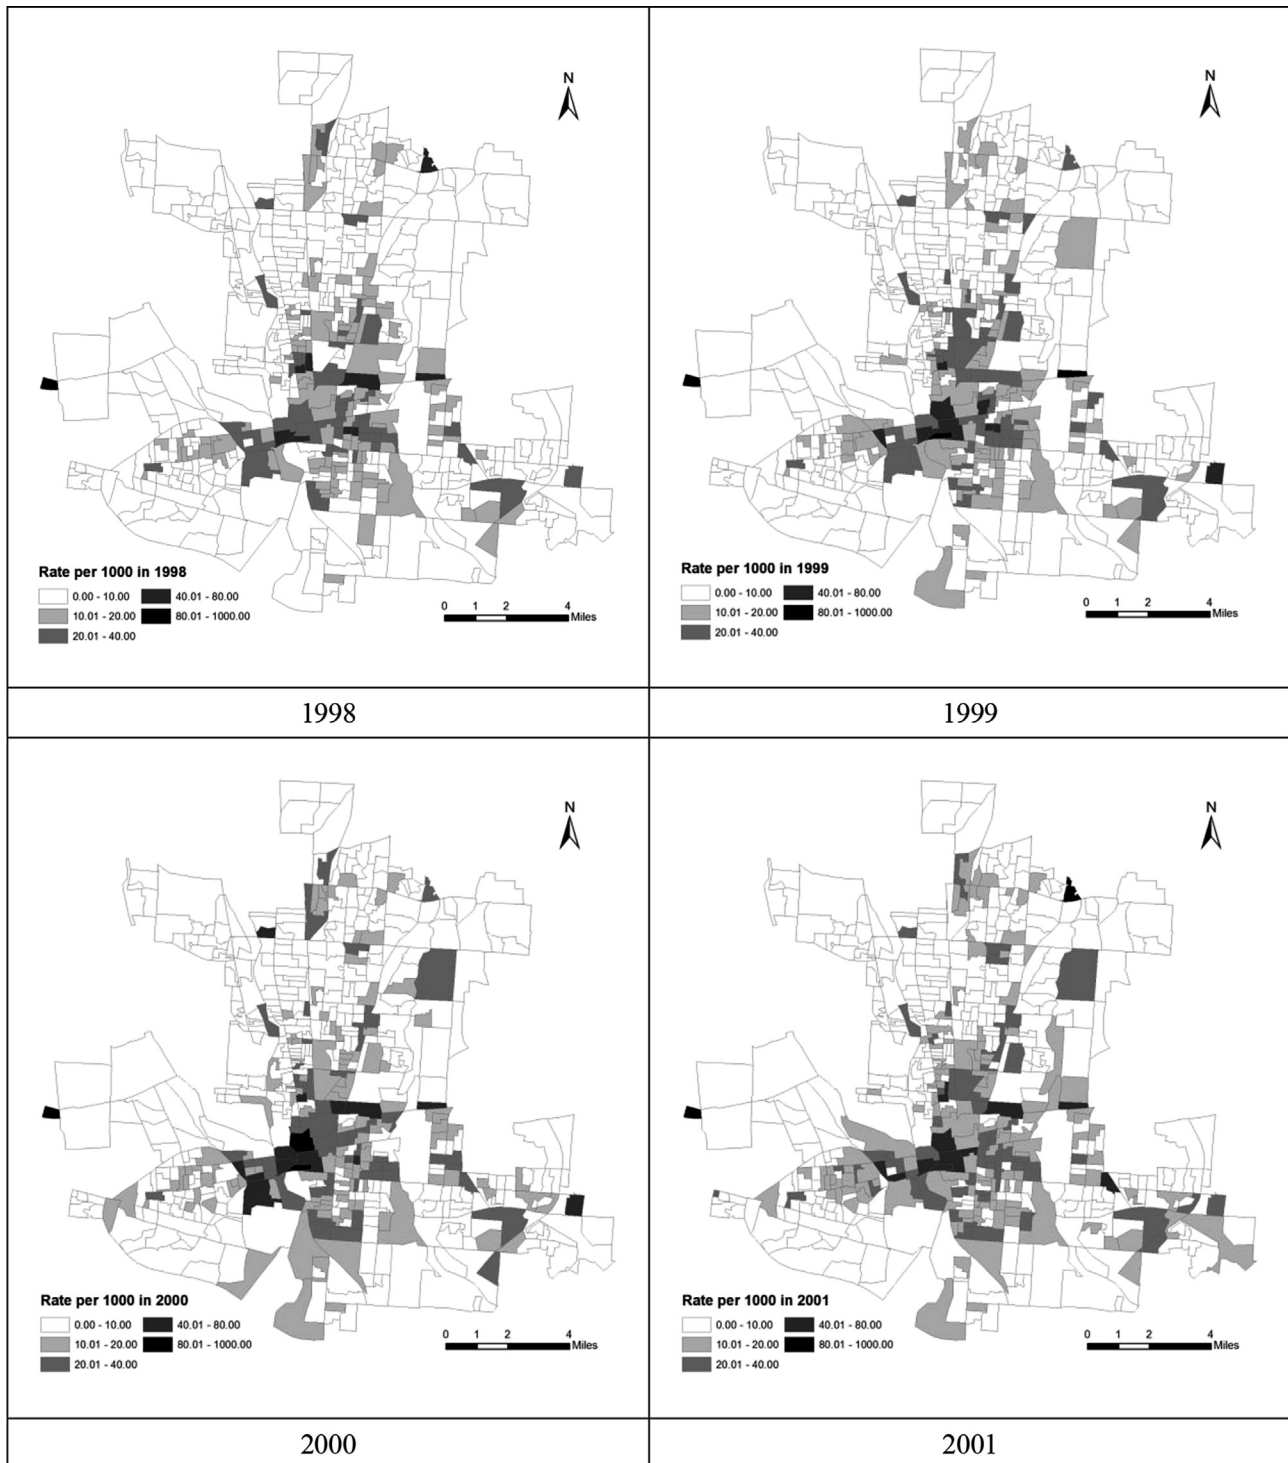 N
Rate per 1000 in 1998
0.00 - 10.00 40.01 - 80.00
10.01 - 20.00 80.01 - 1000.00
20.01 - 40.00
0 1 2 4
Miles
N
Rate per 1000 in 1999
0.00 - 10.00 40.01 - 80.00
10.01 - 20.00 80.01 - 1000.00
20.01 - 40.00
0 1 2 4
Miles
1998 1999
N
Rate per 1000 in 2000
0.00 - 10.00 40.01 - 80.00
10.01 - 20.00 80.01 - 1000.00
20.01 - 40.00
0 1 2 4
Miles
N
Rate per 1000 in 2001
0.00 - 10.00 40.01 - 80.00
10.01 - 20.00 80.01 - 1000.00
20.01 - 40.00
0 1 2 4
Miles
2000 2001